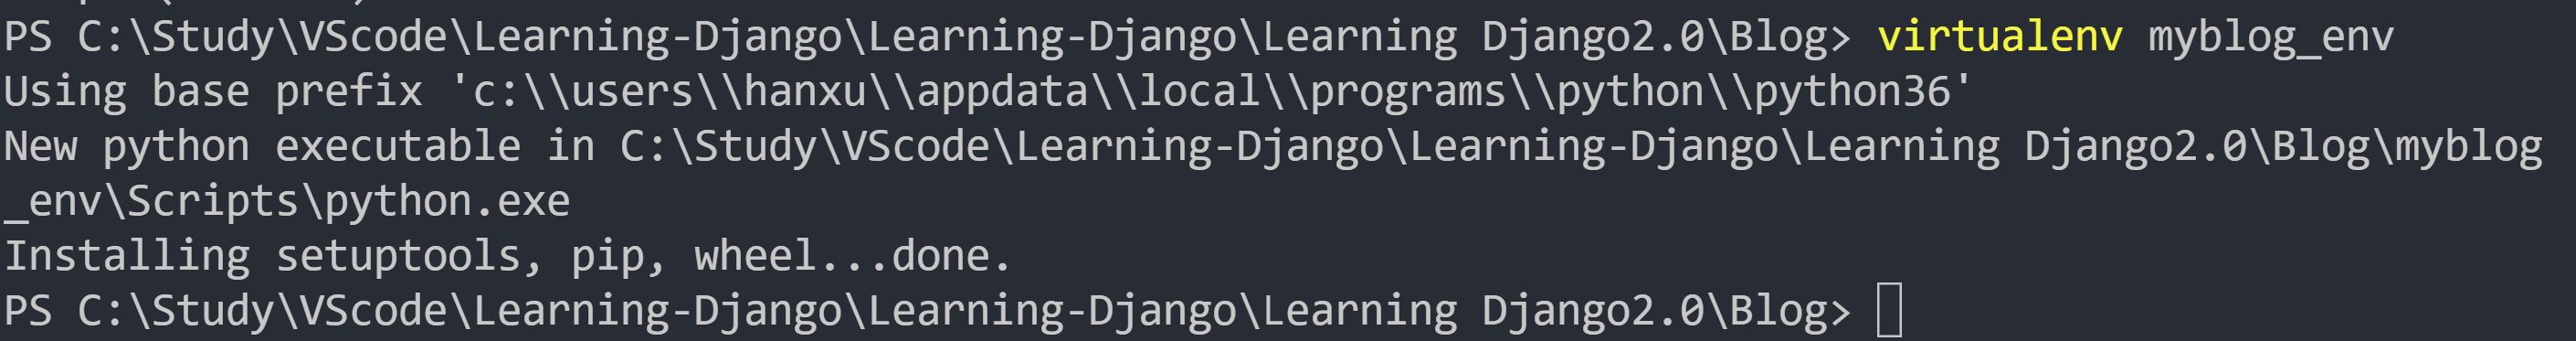 PS C:\Study\VScode\Learning-Django\Learning-Django\Learning Django2.0\Blog> virtualenv myblog_env
Using base prefix 'c:\\users\\hanxu\\appdata\\local\\programs\\python\\python36'
New python executable in C:\Study\VScode\Learning-Django\Learning-Django\Learning Django2.0\Blog\myblog
_env\Scripts\python.exe
Installing setuptools, pip, wheel...done.
PS C:\Study\VScode\Learning-Django\Learning-Django\Learning Django2.0\Blog>